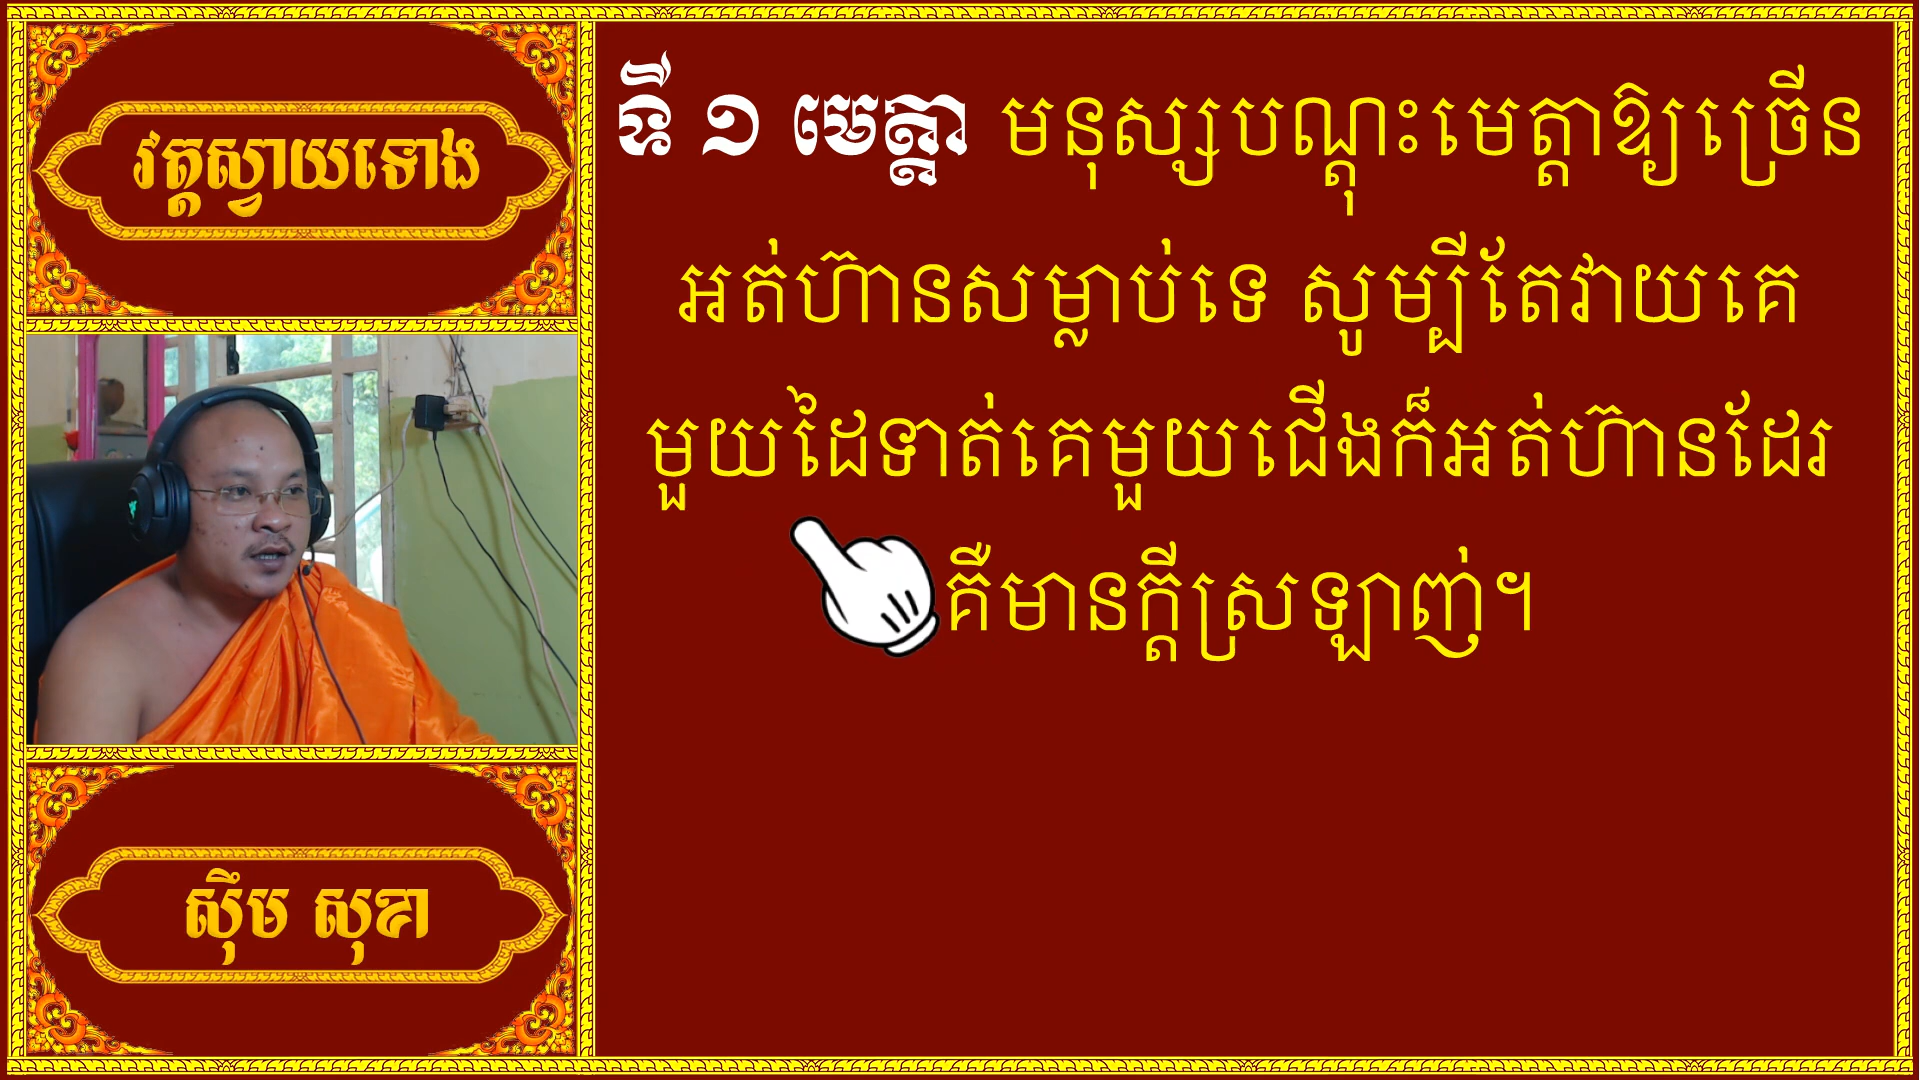 វត្តស្វាយទោង
ស៊ីម សុខា
ទី ១ មេត្តា មនុស្សបណ្តុះមេត្តាឱ្យច្រើន
អត់ហ៊ានសម្លាប់ទេ សូម្បីតែវាយគេ
មួយដៃទាត់គេមួយជើងក៏អត់ហ៊ានដែរ
គឺមានក្តីស្រឡាញ់។